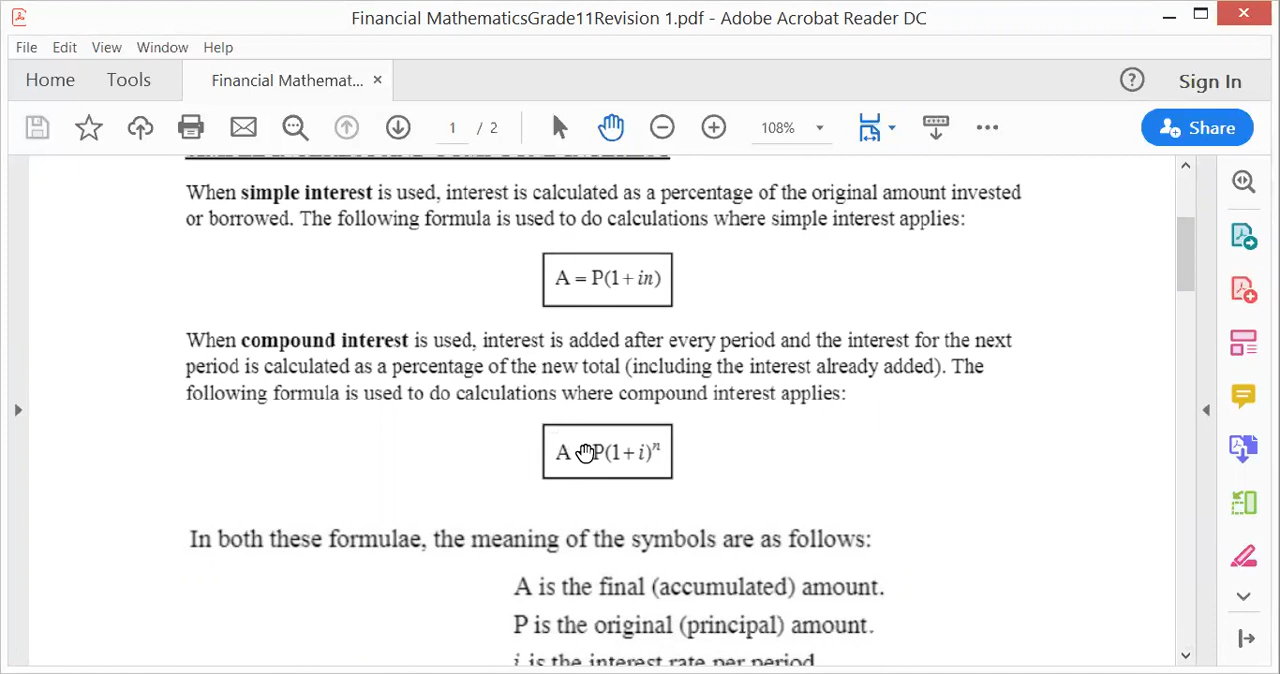 Financial MathematicsGrade11Revision 1.pdf - Adobe Acrobat Reader DC
File Edit View Window Help
Home Tools Financial Mathemat... Sign In
1 / 2 108% Share
When simple interest is used, interest is calculated as a percentage of the original amount invested
or borrowed. The following formula is used to do calculations where simple interest applies:
A = P(1 + in)
When compound interest is used, interest is added after every period and the interest for the next
period is calculated as a percentage of the new total (including the interest already added). The
following formula is used to do calculations where compound interest applies:
A P(1 + i)ⁿ
In both these formulae, the meaning of the symbols are as follows:
A is the final (accumulated) amount.
P is the original (principal) amount.
i is the interest rate per period